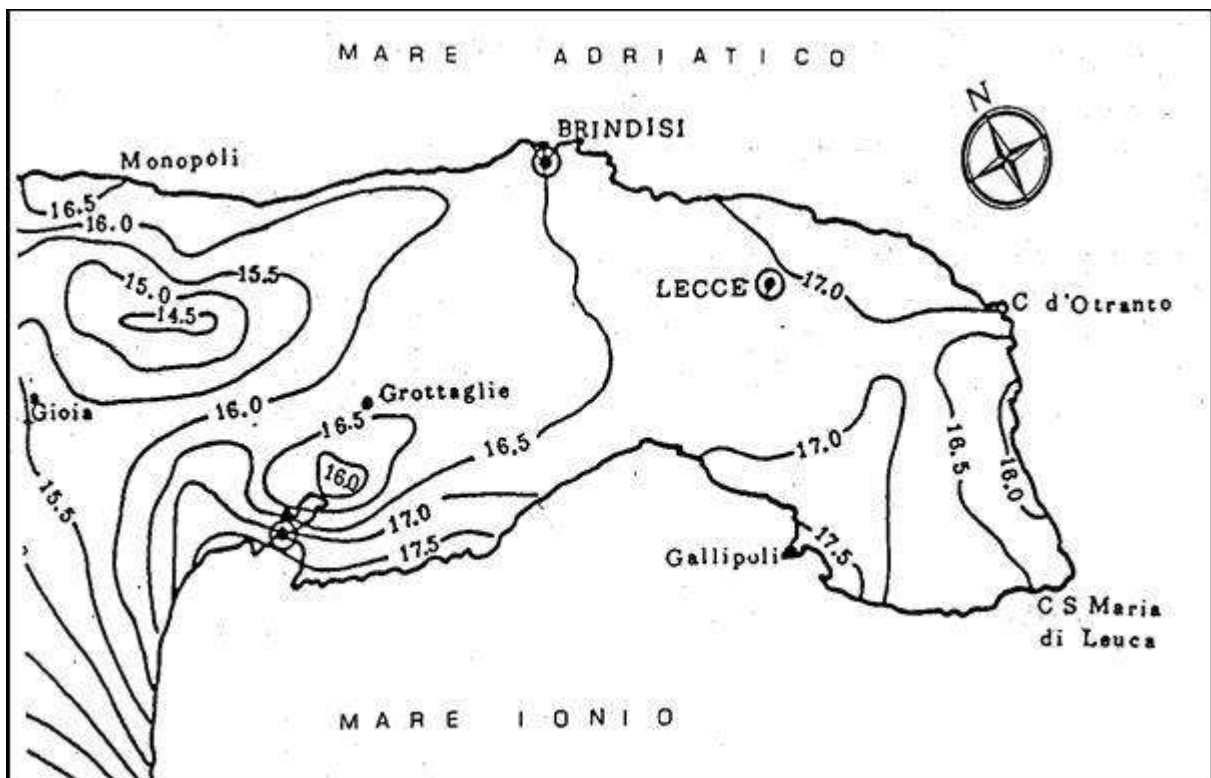 MARE ADRIATICO
N
BRINDISI
Monopoli
16.5
16.0
15.5
15.0
14.5
LECCE
17.0
C d'Otranto
Gioia
Grottaglie
16.0
16.5
16.5
17.0
16.5
16.0
16.0
15.5
17.0
17.5
Gallipoli
17.5
C S Maria
di Leuca
MARE IONIO